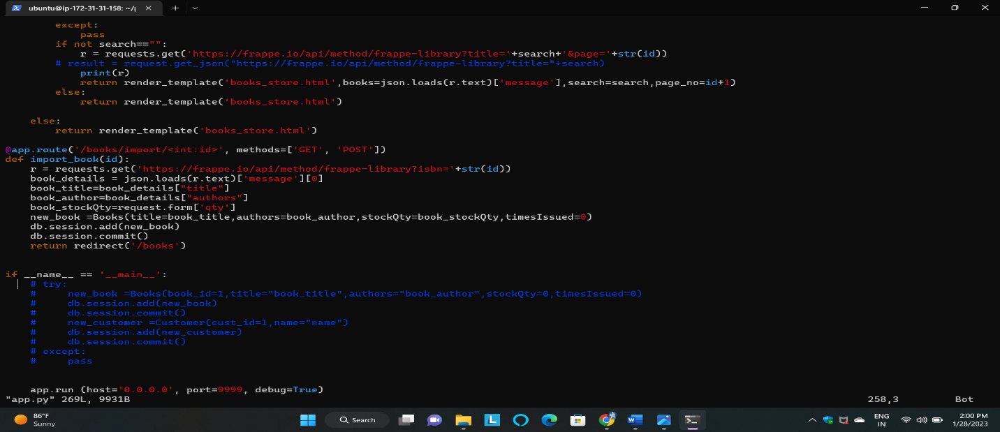 ubuntu@ip-172-31-31-158: ~/p
        except:
            pass
        if not search=="":
            r = requests.get('https://frappe.io/api/method/frappe-library?title='+search+'&page='+str(id))
        # result = request.get_json("https://frappe.io/api/method/frappe-library?title="+search)
            print(r)
            return render_template('books_store.html',books=json.loads(r.text)['message'],search=search,page_no=id+1)
        else:
            return render_template('books_store.html')
    else:
        return render_template('books_store.html')
@app.route('/books/import/<int:id>', methods=['GET', 'POST'])
def import_book(id):
    r = requests.get('https://frappe.io/api/method/frappe-library?isbn='+str(id))
    book_details = json.loads(r.text)['message'][0]
    book_title=book_details["title"]
    book_author=book_details["authors"]
    book_stockQty=request.form['qty']
    new_book =Books(title=book_title,authors=book_author,stockQty=book_stockQty,timesIssued=0)
    db.session.add(new_book)
    db.session.commit()
    return redirect('/books')
if __name__ == '__main__':
    # try:
    #     new_book =Books(book_id=1,title="book_title",authors="book_author",stockQty=0,timesIssued=0)
    #     db.session.add(new_book)
    #     db.session.commit()
    #     new_customer =Customer(cust_id=1,name="name")
    #     db.session.add(new_customer)
    #     db.session.commit()
    # except:
    #     pass
    app.run (host='0.0.0.0', port=9999, debug=True)
"app.py" 269L, 9931B 258,3 Bot
86°F
Sunny
Search
ENG
IN
2:00 PM
1/28/2023